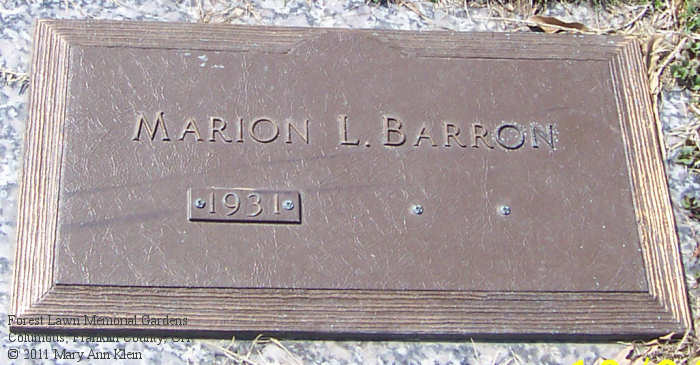 MARION L. BARRON
1931
Forest Lawn Memorial Gardens
Columbus, Franklin County, OH
© 2011 Mary Ann Klein